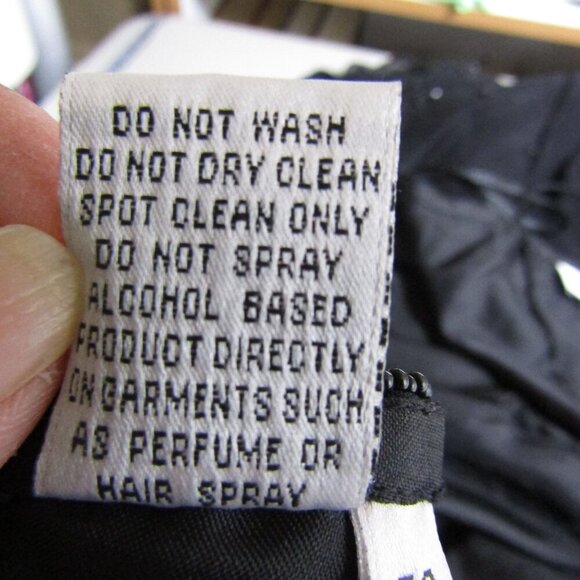 DO NOT WASH
DO NOT DRY CLEAN
SPOT CLEAN ONLY
DO NOT SPRAY
ALCOHOL BASED
PRODUCT DIRECTLY
ON GARMENTS SUCH
AS PERFUME OR
HAIR SPRAY